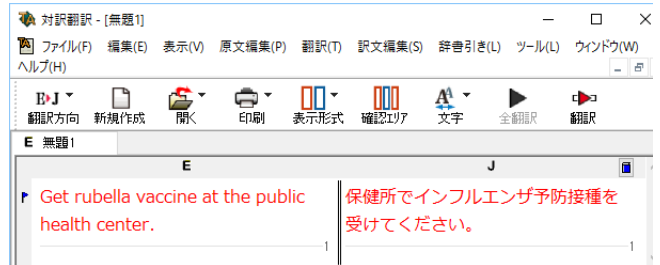 対訳翻訳 - [無題1]
ファイル(F) 編集(E) 表示(V) 原文編集(P) 翻訳(T) 訳文編集(S) 辞書引き(L) ツール(L) ウィンドウ(W)
ヘルプ(H)
E J
翻訳方向 新規作成 開く 印刷 表示形式 確認エリア 文字 全翻訳 翻訳
E 無題1
E J
Get rubella vaccine at the public
health center.
1
保健所でインフルエンザ予防接種を
受けてください。
1